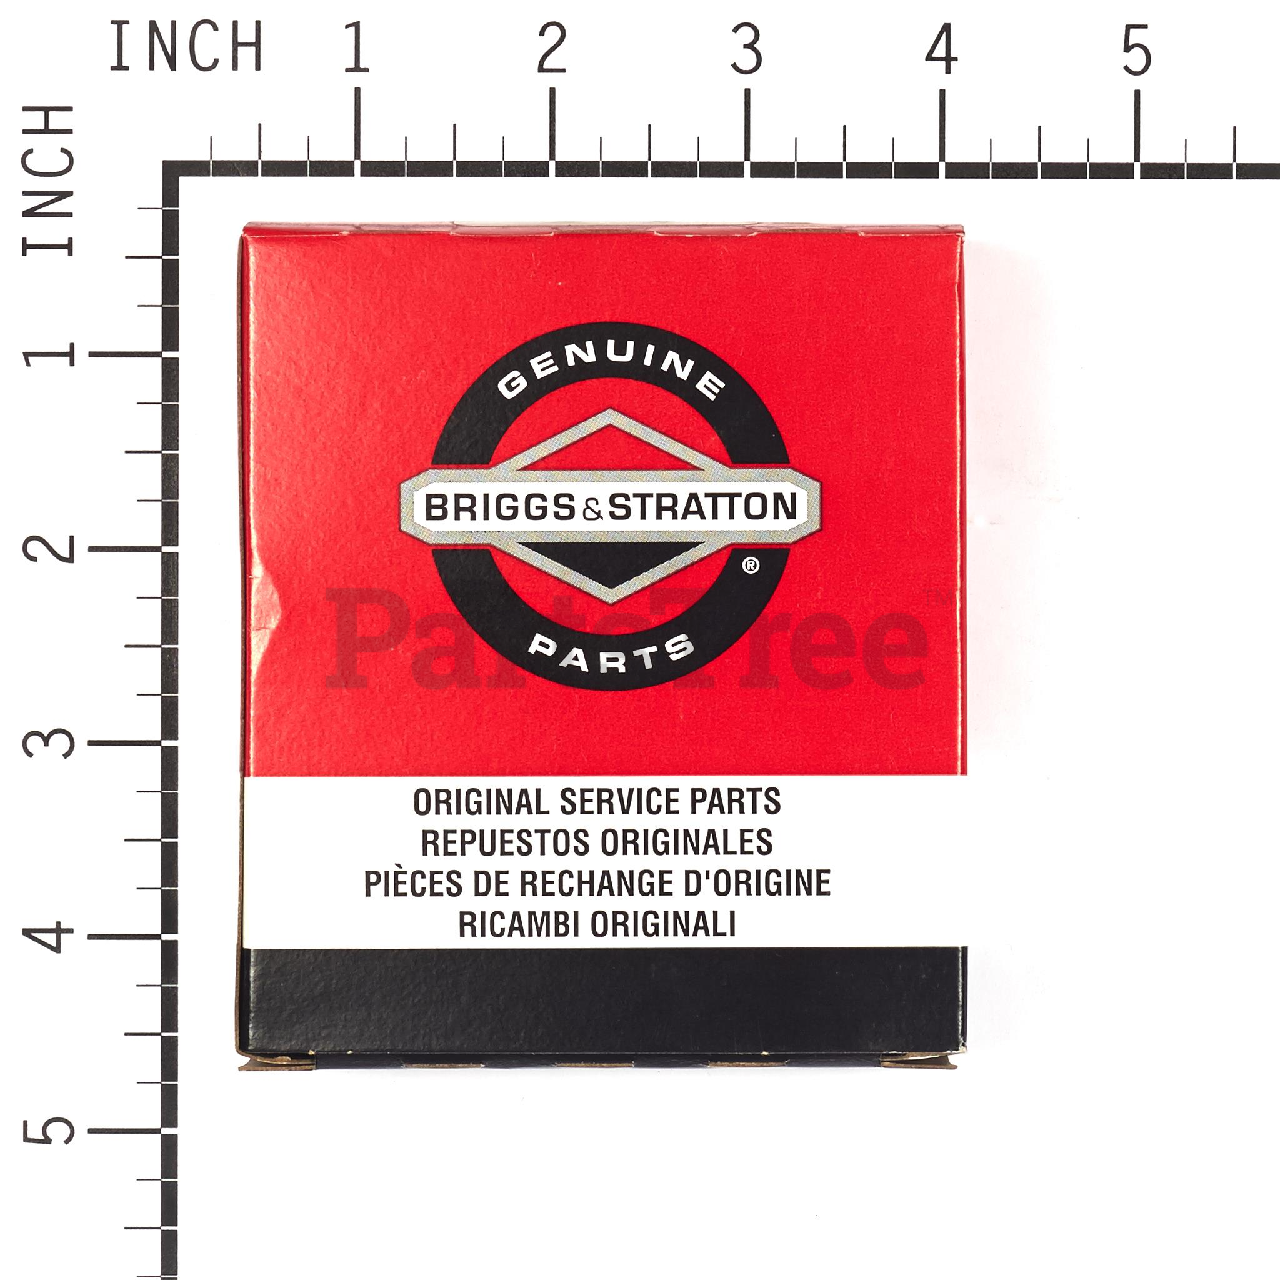 INCH 1 2 3 4 5
INCH
1
2
3
4
5
GENUINE
BRIGGS & STRATTON
®
PARTS
PartsTree™
ORIGINAL SERVICE PARTS
REPUESTOS ORIGINALES
PIÈCES DE RECHANGE D'ORIGINE
RICAMBI ORIGINALI